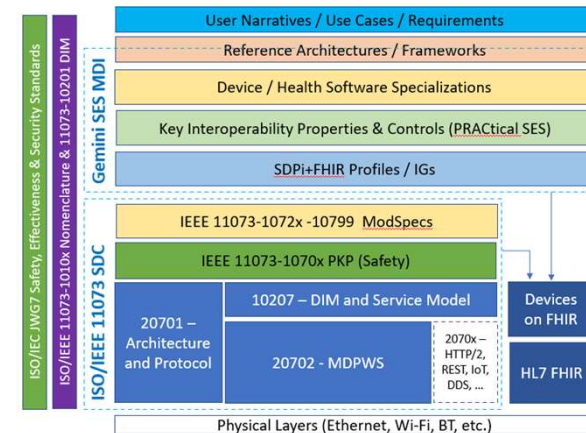 ISO/IEC JWG7 Safety, Effectiveness & Security Standards
ISO/IEEE 11073-1010x Nomenclature & 11073-10201 DIM
Gemini SES MDI
User Narratives / Use Cases / Requirements
Reference Architectures / Frameworks
Device / Health Software Specializations
Key Interoperability Properties & Controls (PRACtical SES)
SDPi+FHIR Profiles / IGs
ISO/IEEE 11073 SDC
IEEE 11073-1072x -10799 ModSpecs
IEEE 11073-1070x PKP (Safety)
20701 –
Architecture
and Protocol
10207 – DIM and Service Model
20702 - MDPWS
2070x –
HTTP/2,
REST, IoT,
DDS, ...
Devices
on FHIR
HL7 FHIR
Physical Layers (Ethernet, Wi-Fi, BT, etc.)